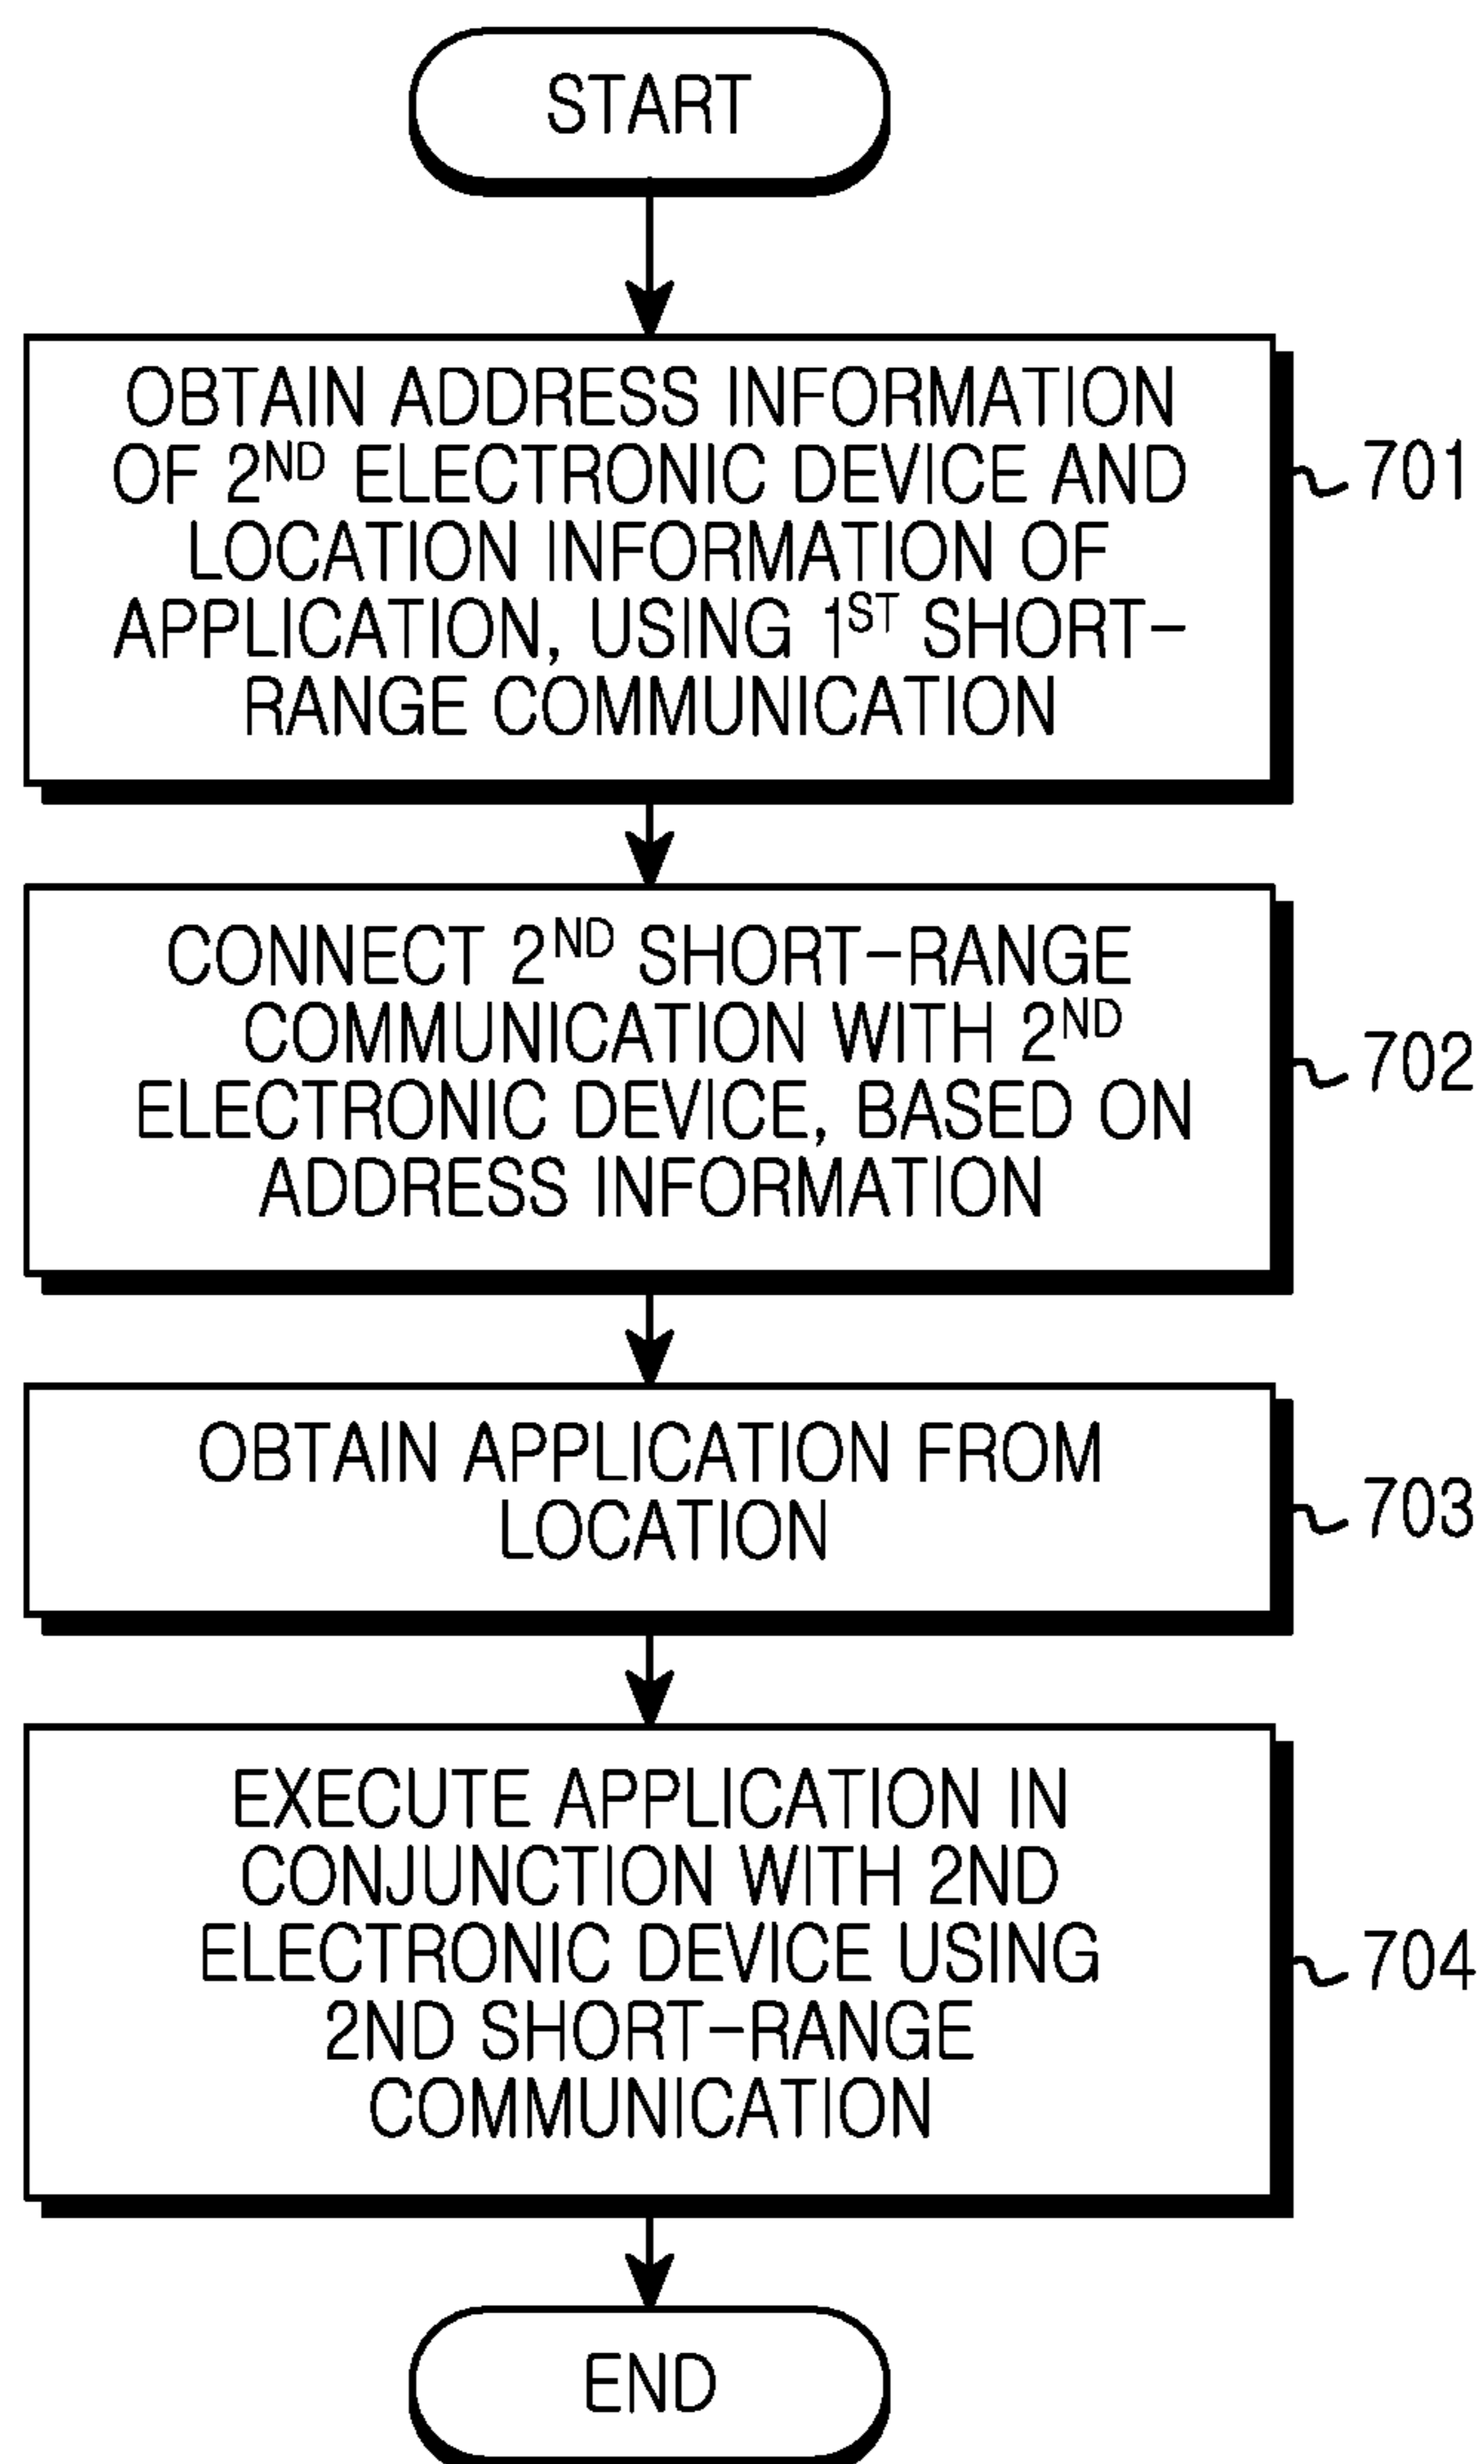 START
OBTAIN ADDRESS INFORMATION
OF 2ND ELECTRONIC DEVICE AND
LOCATION INFORMATION OF
APPLICATION, USING 1ST SHORT-
RANGE COMMUNICATION
701
CONNECT 2ND SHORT-RANGE
COMMUNICATION WITH 2ND
ELECTRONIC DEVICE, BASED ON
ADDRESS INFORMATION
702
OBTAIN APPLICATION FROM
LOCATION
703
EXECUTE APPLICATION IN
CONJUNCTION WITH 2ND
ELECTRONIC DEVICE USING
2ND SHORT-RANGE
COMMUNICATION
704
END